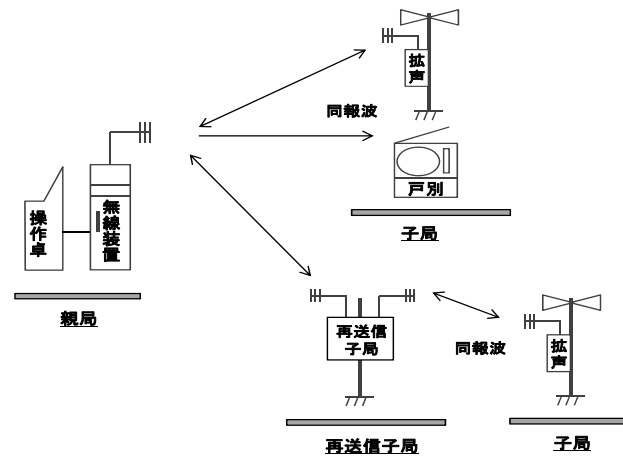 拡声
同報波
戸別
子局
操作卓
無線装置
親局
再送信
子局
同報波
拡声
再送信子局
子局